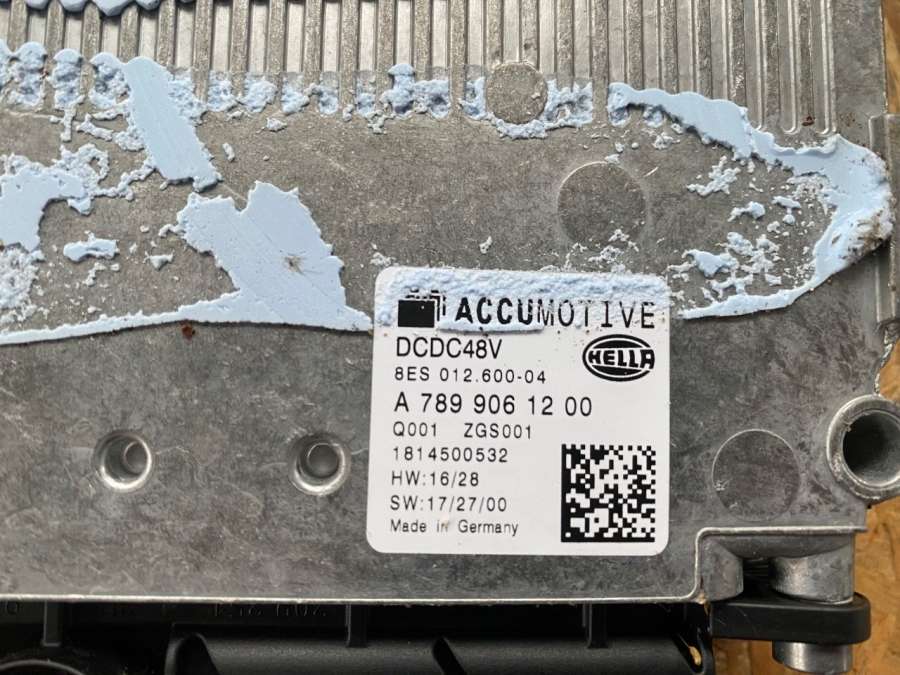 ACCUMOTIVE
DCDC48V
HELLA
8ES 012.600-04
A 789 906 12 00
Q001 ZGS001
1814500532
HW:16/28
SW:17/27/00
Made in Germany